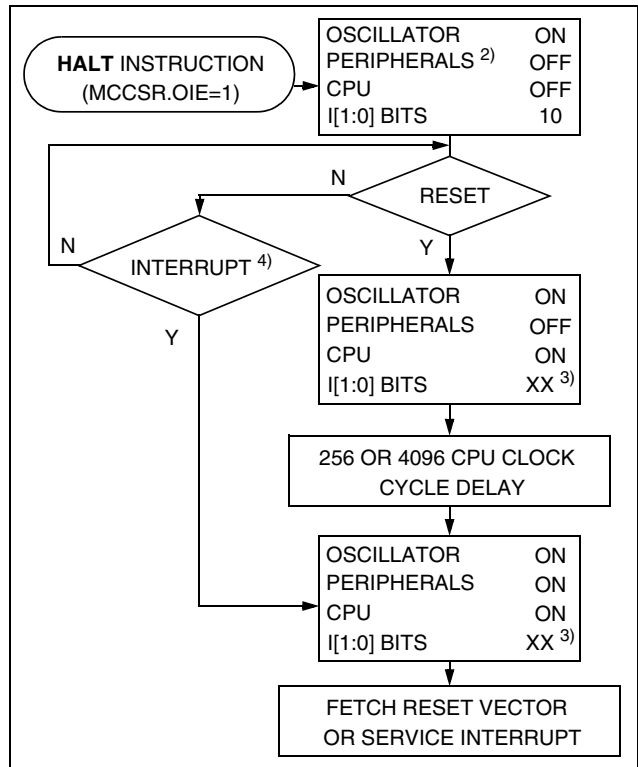 HALT INSTRUCTION
(MCCSR.OIE=1)
OSCILLATOR ON
PERIPHERALS 2) OFF
CPU OFF
I[1:0] BITS 10
N
RESET
N
INTERRUPT 4)
Y
Y
OSCILLATOR ON
PERIPHERALS OFF
CPU ON
I[1:0] BITS XX 3)
256 OR 4096 CPU CLOCK
CYCLE DELAY
OSCILLATOR ON
PERIPHERALS ON
CPU ON
I[1:0] BITS XX 3)
FETCH RESET VECTOR
OR SERVICE INTERRUPT